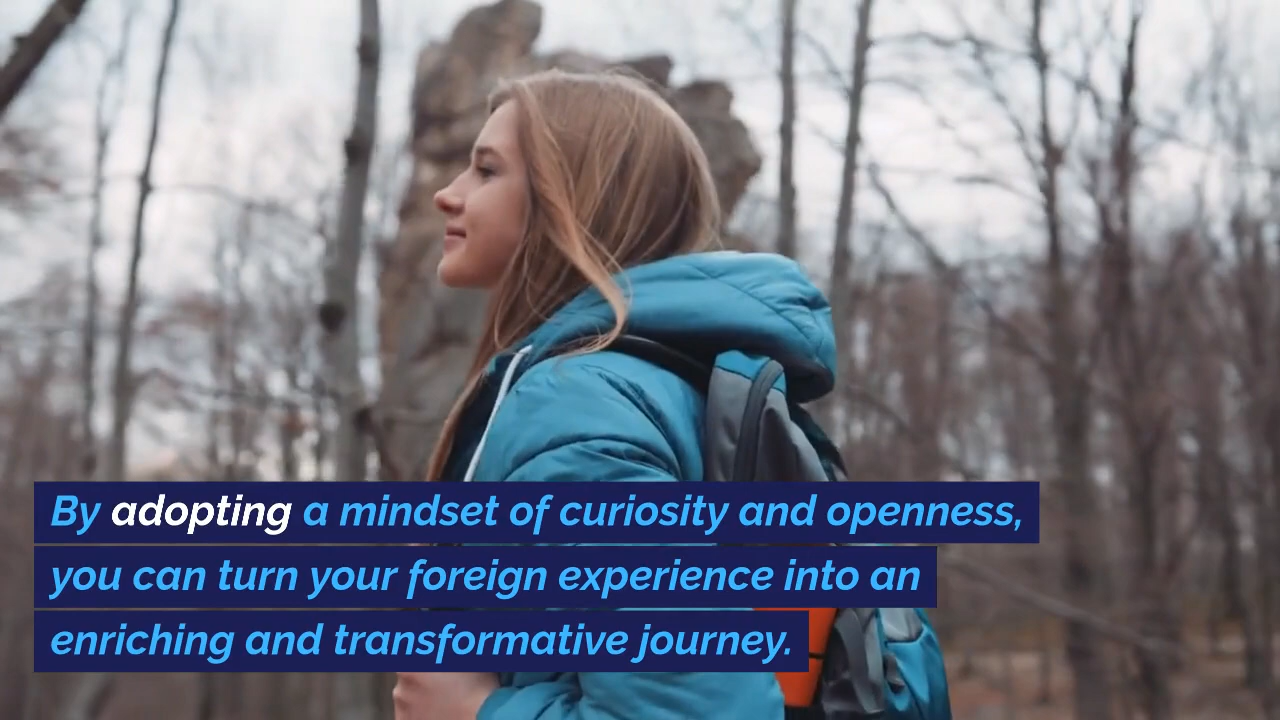 By adopting a mindset of curiosity and openness,
you can turn your foreign experience into an
enriching and transformative journey.